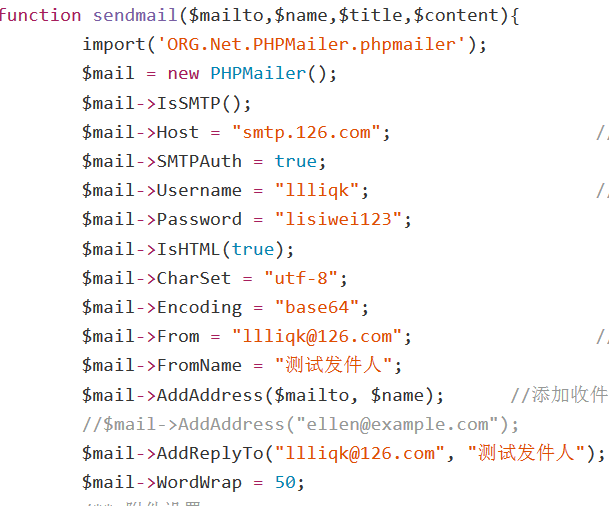 function sendmail($mailto,$name,$title,$content){
import('ORG.Net.PHPMailer.phpmailer');
$mail = new PHPMailer();
$mail->IsSMTP();
$mail->Host = "smtp.126.com"; //
$mail->SMTPAuth = true;
$mail->Username = "llliqk"; //
$mail->Password = "lisiwei123";
$mail->IsHTML(true);
$mail->CharSet = "utf-8";
$mail->Encoding = "base64";
$mail->From = "llliqk@126.com"; //
$mail->FromName = "测试发件人";
$mail->AddAddress($mailto, $name); //添加收件
//$mail->AddAddress("ellen@example.com");
$mail->AddReplyTo("llliqk@126.com", "测试发件人");
$mail->WordWrap = 50;
/** 附件设置